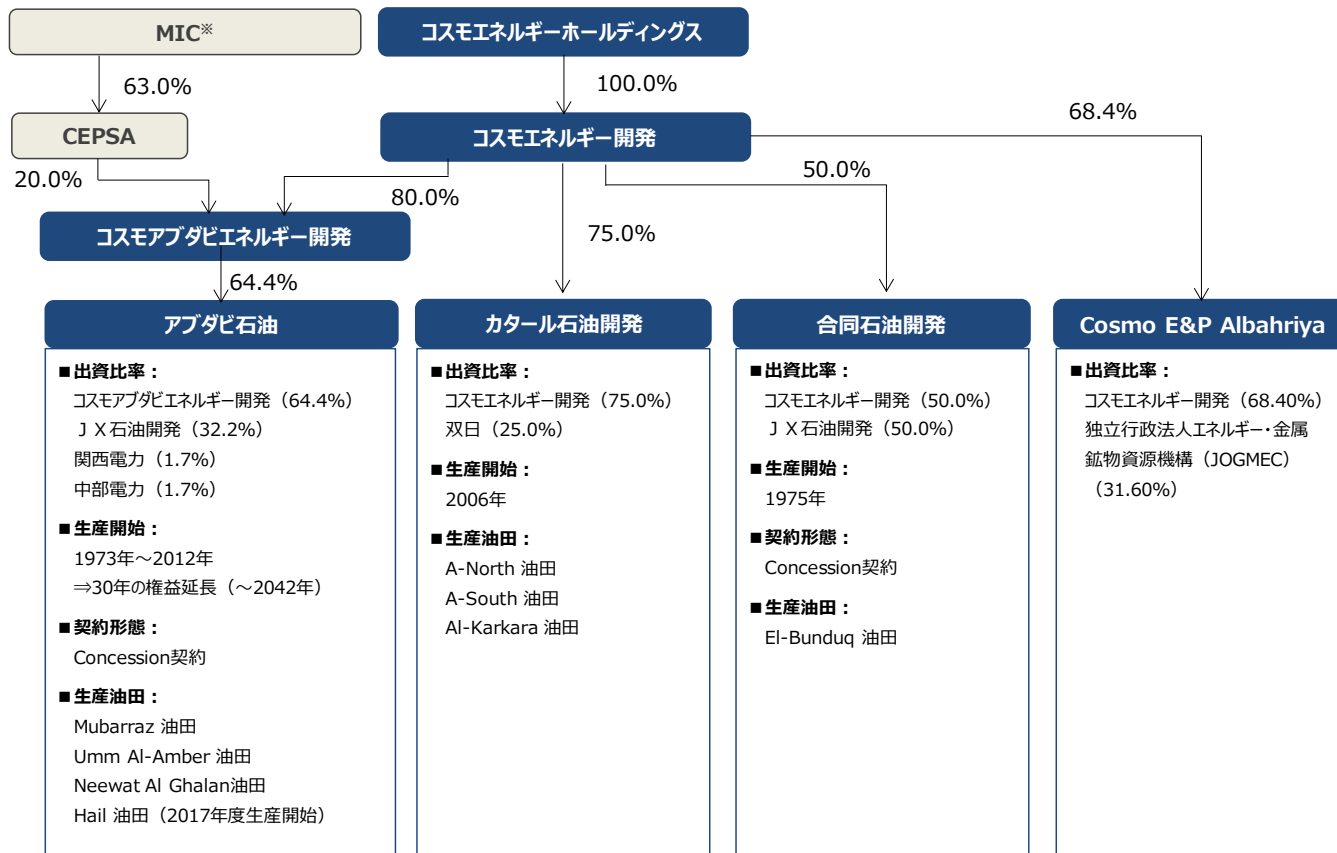 MIC※
コスモエネルギーホールディングス
63.0%
100.0%
CEPSA
コスモエネルギー開発
68.4%
20.0%
80.0%
50.0%
コスモアブダビエネルギー開発
75.0%
64.4%
アブダビ石油
■出資比率：
コスモアブダビエネルギー開発（64.4%）
ＪＸ石油開発（32.2%）
関西電力（1.7%）
中部電力（1.7%）
■生産開始：
1973年～2012年
⇒30年の権益延長（～2042年）
■契約形態：
Concession契約
■生産油田：
Mubarraz 油田
Umm Al-Amber 油田
Neewat Al Ghalan油田
Hail 油田（2017年度生産開始）
カタール石油開発
■出資比率：
コスモエネルギー開発（75.0%）
双日（25.0%）
■生産開始：
2006年
■生産油田：
A-North 油田
A-South 油田
Al-Karkara 油田
合同石油開発
■出資比率：
コスモエネルギー開発（50.0%）
ＪＸ石油開発（50.0%）
■生産開始：
1975年
■契約形態：
Concession契約
■生産油田：
El-Bunduq 油田
Cosmo E&P Albahriya
■出資比率：
コスモエネルギー開発（68.40%）
独立行政法人エネルギー・金属
鉱物資源機構（JOGMEC）
（31.60%）